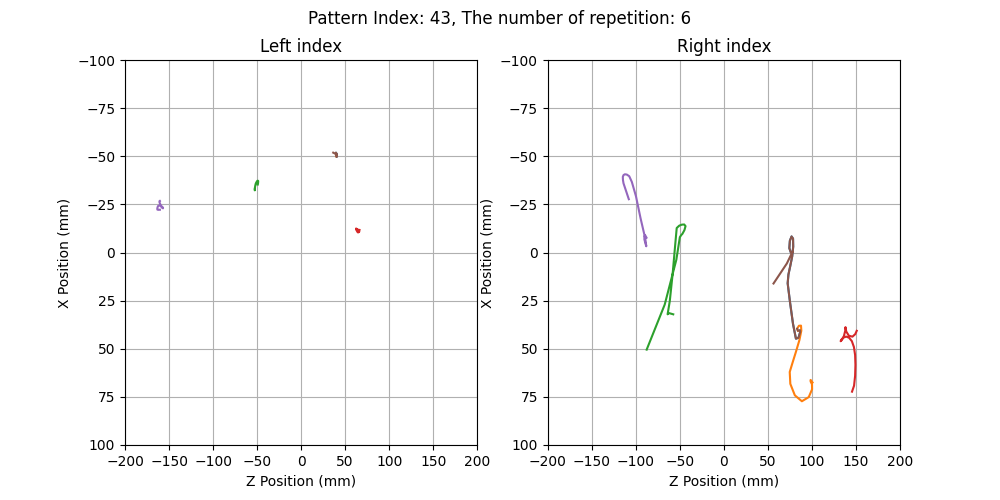 Pattern Index: 43, The number of repetition: 6
Left index
Right index
−100
−75
−50
−25
0
25
50
75
100
−200 −150 −100 −50 0 50 100 150 200
Z Position (mm)
X Position (mm)
−100
−75
−50
−25
0
25
50
75
100
−200 −150 −100 −50 0 50 100 150 200
Z Position (mm)
X Position (mm)